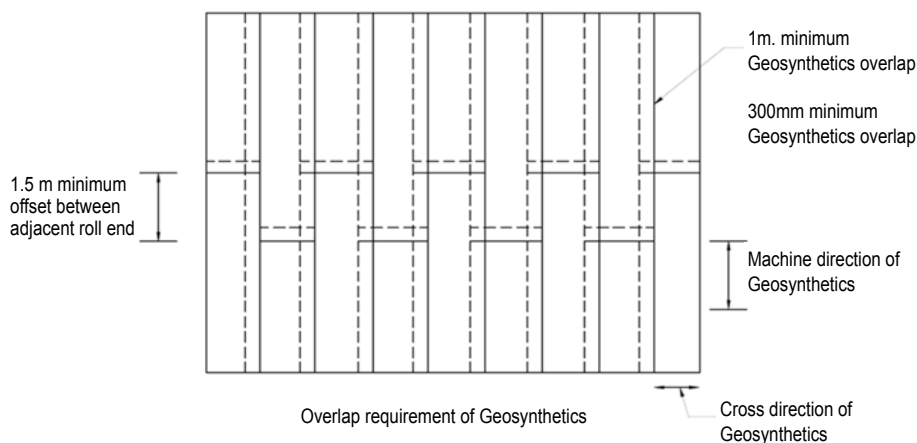 1m. minimum
Geosynthetics overlap
300mm minimum
Geosynthetics overlap
1.5 m minimum
offset between
adjacent roll end
Machine direction of
Geosynthetics
Overlap requirement of Geosynthetics
Cross direction of
Geosynthetics